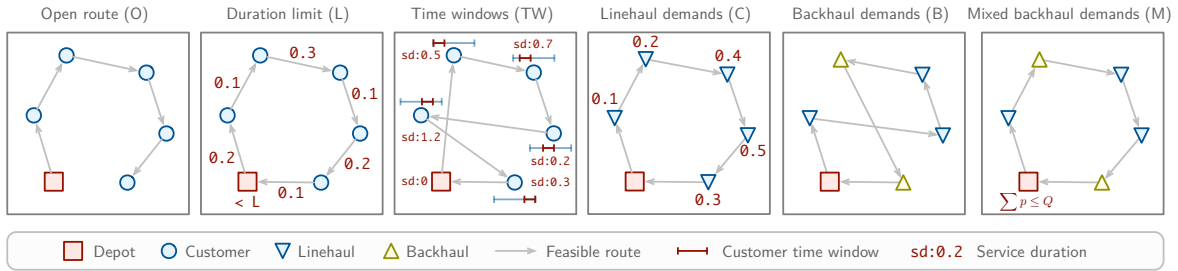 Open route (O)
Duration limit (L)
0.3
0.1
0.1
0.2
0.2
0.1
< L
Time windows (TW)
sd:0.5
sd:0.7
sd:1.2
sd:0.2
sd:0
sd:0.3
Linehaul demands (C)
0.2
0.4
0.1
0.5
0.3
Backhaul demands (B)
Mixed backhaul demands (M)
∑ p ≤ Q
Depot
Customer
Linehaul
Backhaul
Feasible route
Customer time window
sd:0.2 Service duration